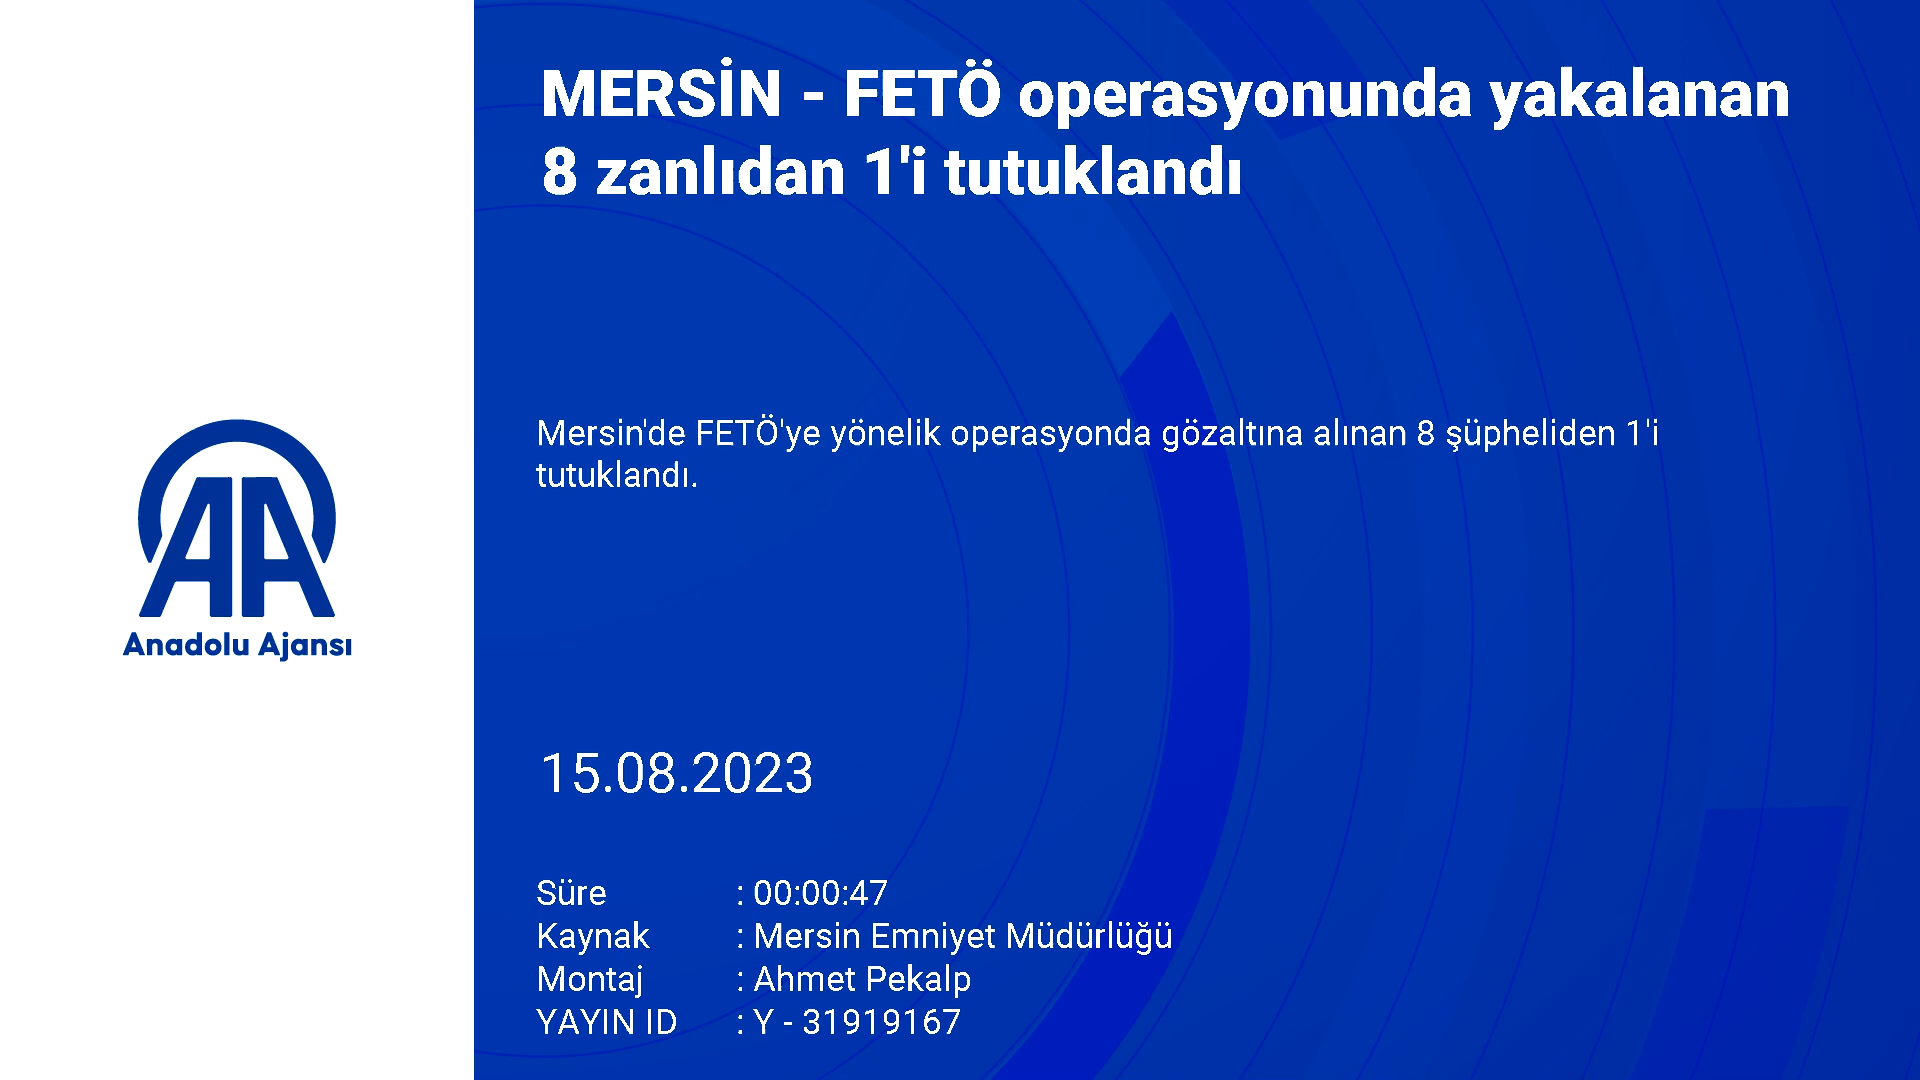 MERSİN - FETÖ operasyonunda yakalanan
8 zanlıdan 1'i tutuklandı
Mersin'de FETÖ'ye yönelik operasyonda gözaltına alınan 8 şüpheliden 1'i
tutuklandı.
AA
Anadolu Ajansı
15.08.2023
Süre : 00:00:47
Kaynak : Mersin Emniyet Müdürlüğü
Montaj : Ahmet Pekalp
YAYIN ID : Y - 31919167